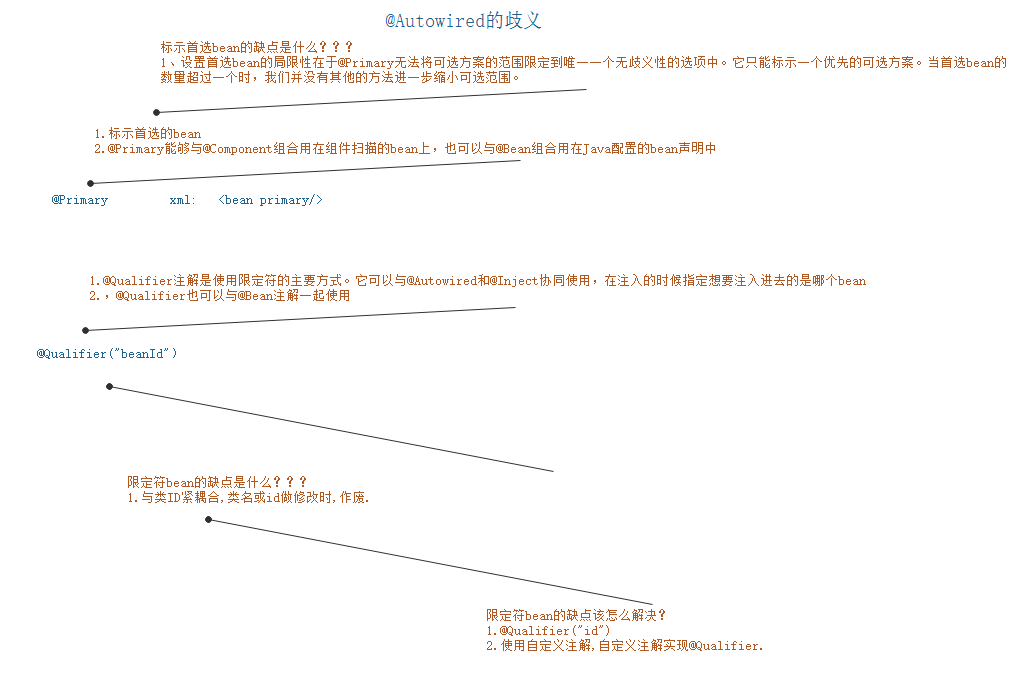 @Autowired的歧义
标示首选bean的缺点是什么？？？
1、设置首选bean的局限性在于@Primary无法将可选方案的范围限定到唯一一个无歧义性的选项中。它只能标示一个优先的可选方案。当首选bean的
数量超过一个时，我们并没有其他的方法进一步缩小可选范围。
1.标示首选的bean
2.@Primary能够与@Component组合用在组件扫描的bean上，也可以与@Bean组合用在Java配置的bean声明中
@Primary xml: <bean primary/>
1.@Qualifier注解是使用限定符的主要方式。它可以与@Autowired和@Inject协同使用，在注入的时候指定想要注入进去的是哪个bean
2.，@Qualifier也可以与@Bean注解一起使用
@Qualifier("beanId")
限定符bean的缺点是什么？？？
1.与类ID紧耦合,类名或id做修改时,作废.
限定符bean的缺点该怎么解决?
1.@Qualifier("id")
2.使用自定义注解,自定义注解实现@Qualifier.